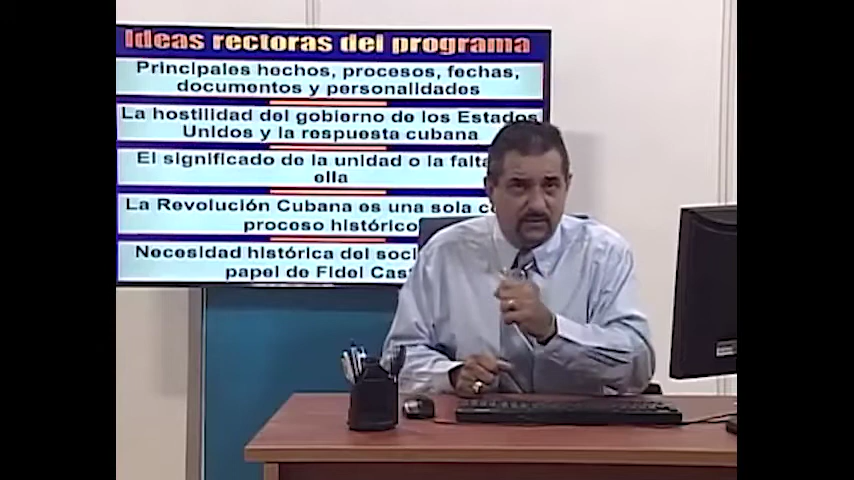 Ideas rectoras del programa
Principales hechos, procesos, fechas,
documentos y personalidades
La hostilidad del gobierno de los Estados
Unidos y la respuesta cubana
El significado de la unidad o la falta
ella
La Revolución Cubana es una sola
proceso histórico
Necesidad histórica del
papel de Fidel